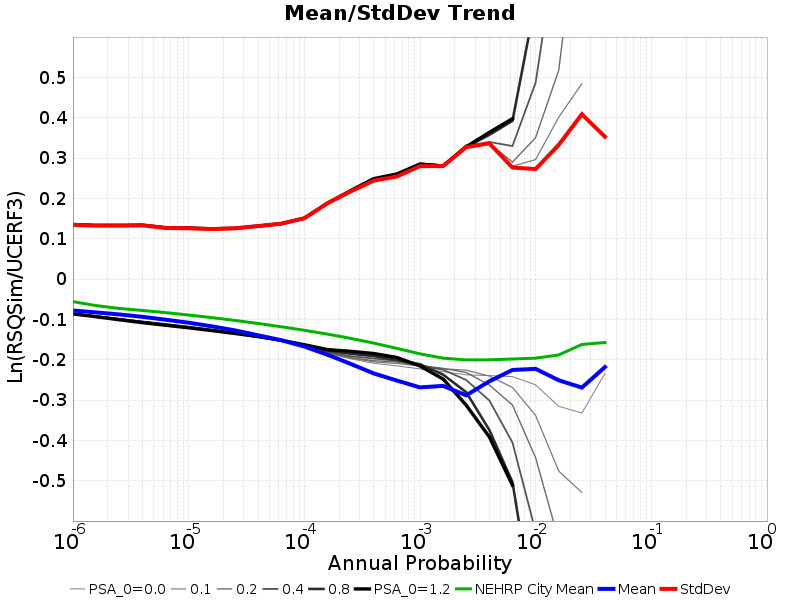 Mean/StdDev Trend
Ln(RSQSim/UCERF3)
0.5
0.4
0.3
0.2
0.1
0
-0.1
-0.2
-0.3
-0.4
-0.5
10^-6 10^-5 10^-4 10^-3 10^-2 10^-1 10^0
Annual Probability
PSA_0=0.0 0.1 0.2 0.4 0.8 PSA_0=1.2 NEHRP City Mean Mean StdDev